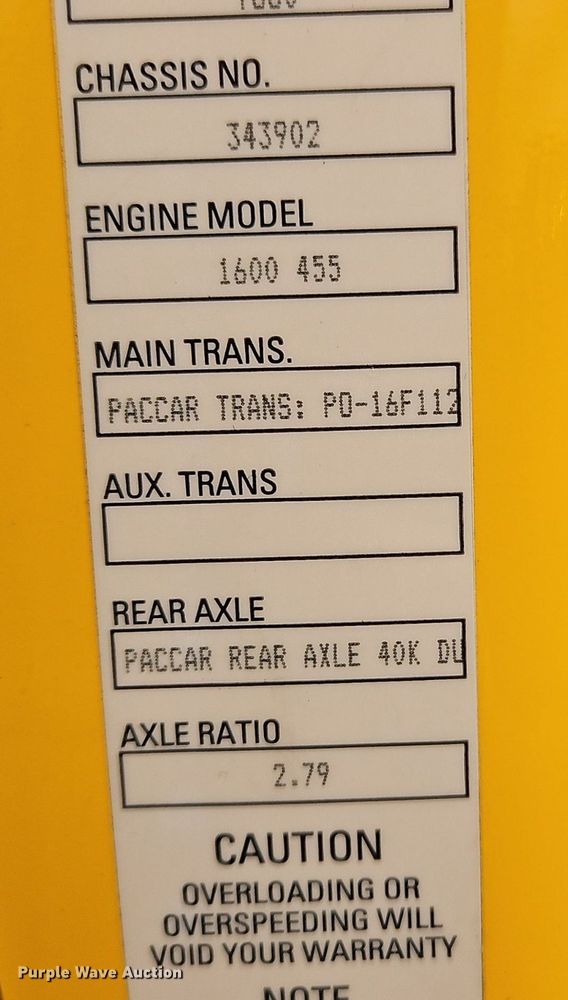 CHASSIS NO.
343902
ENGINE MODEL
1600 455
MAIN TRANS.
PACCAR TRANS: PO-16F112
AUX. TRANS
REAR AXLE
PACCAR REAR AXLE 40K DU
AXLE RATIO
2.79
CAUTION
OVERLOADING OR
OVERSPEEDING WILL
VOID YOUR WARRANTY
NOTE
Purple Wave Auction